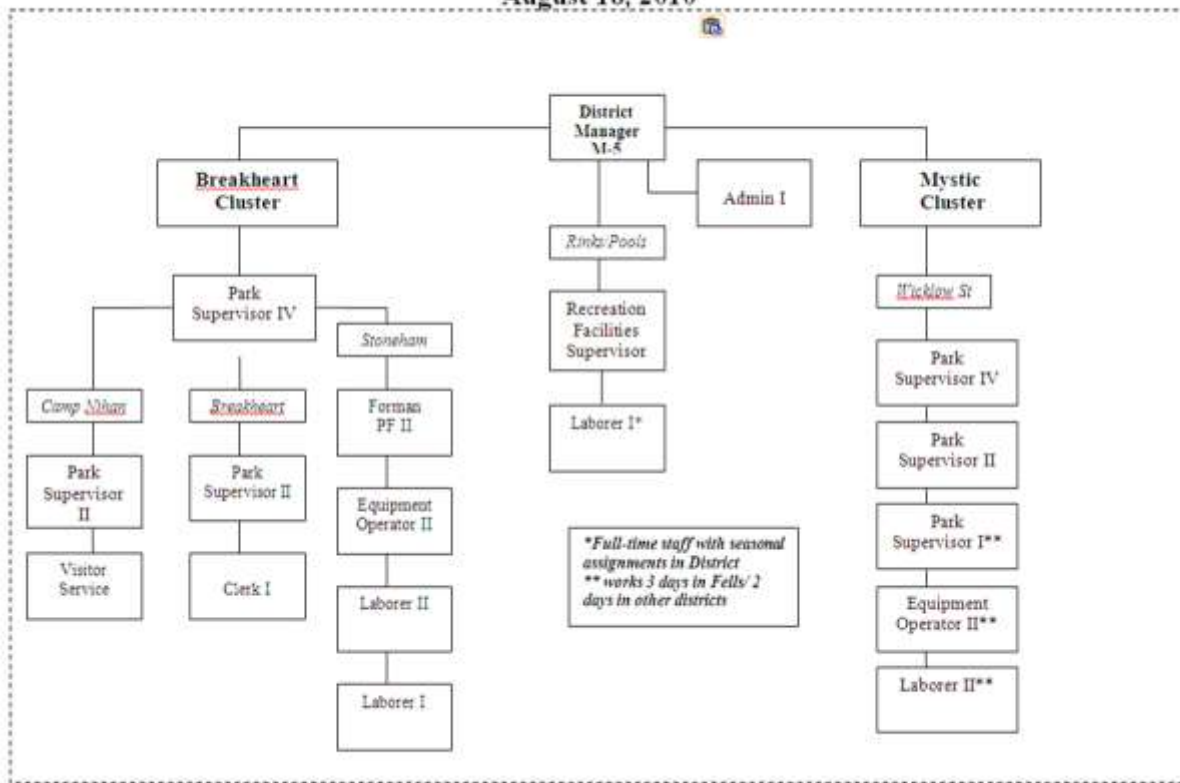 August 18, 2010
District
Manager
M-5
Breakheart
Cluster
Admin I
Mystic
Cluster
Rinks/Pools
Wicklow St
Park
Supervisor IV
Recreation
Facilities
Supervisor
Stoneham
Park
Supervisor IV
Camp Nihan
Breakheart
Forman
PF II
Laborer I*
Park
Supervisor II
Park
Supervisor
II
Park
Supervisor II
Equipment
Operator II
Park
Supervisor I**
*Full-time staff with seasonal
assignments in District
** works 3 days in Fells/ 2
days in other districts
Visitor
Service
Clerk I
Laborer II
Equipment
Operator II**
Laborer I
Laborer II**